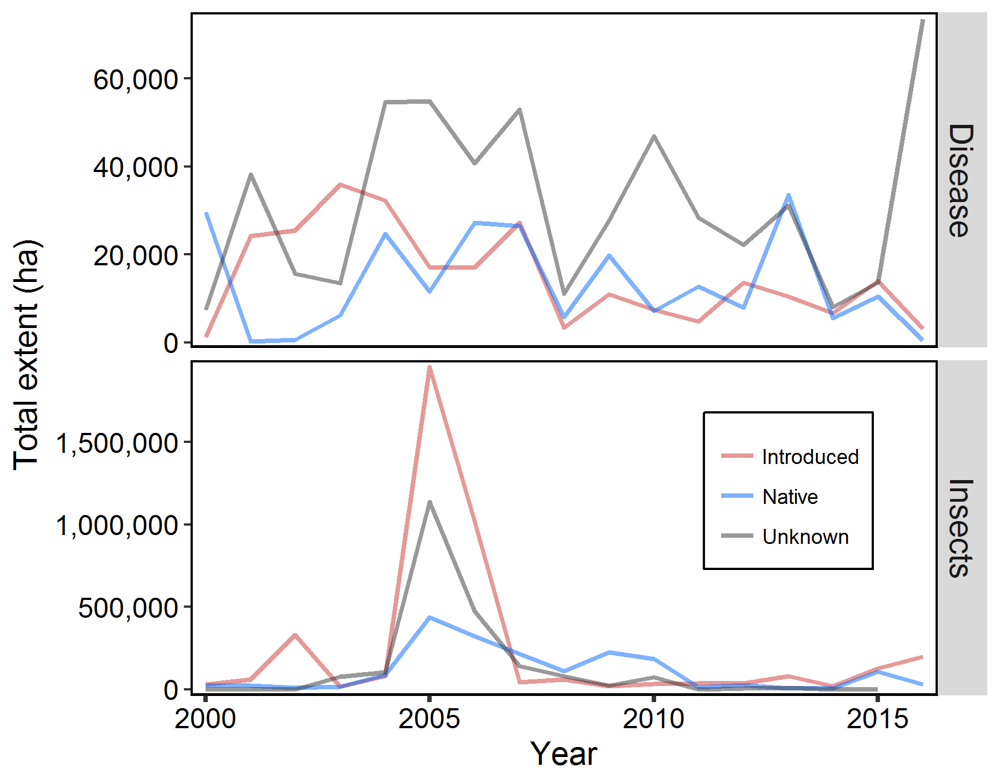 Total extent (ha)
60,000
40,000
20,000
0
Disease
1,500,000
1,000,000
500,000
0
Insects
Introduced
Native
Unknown
2000
2005
2010
2015
Year